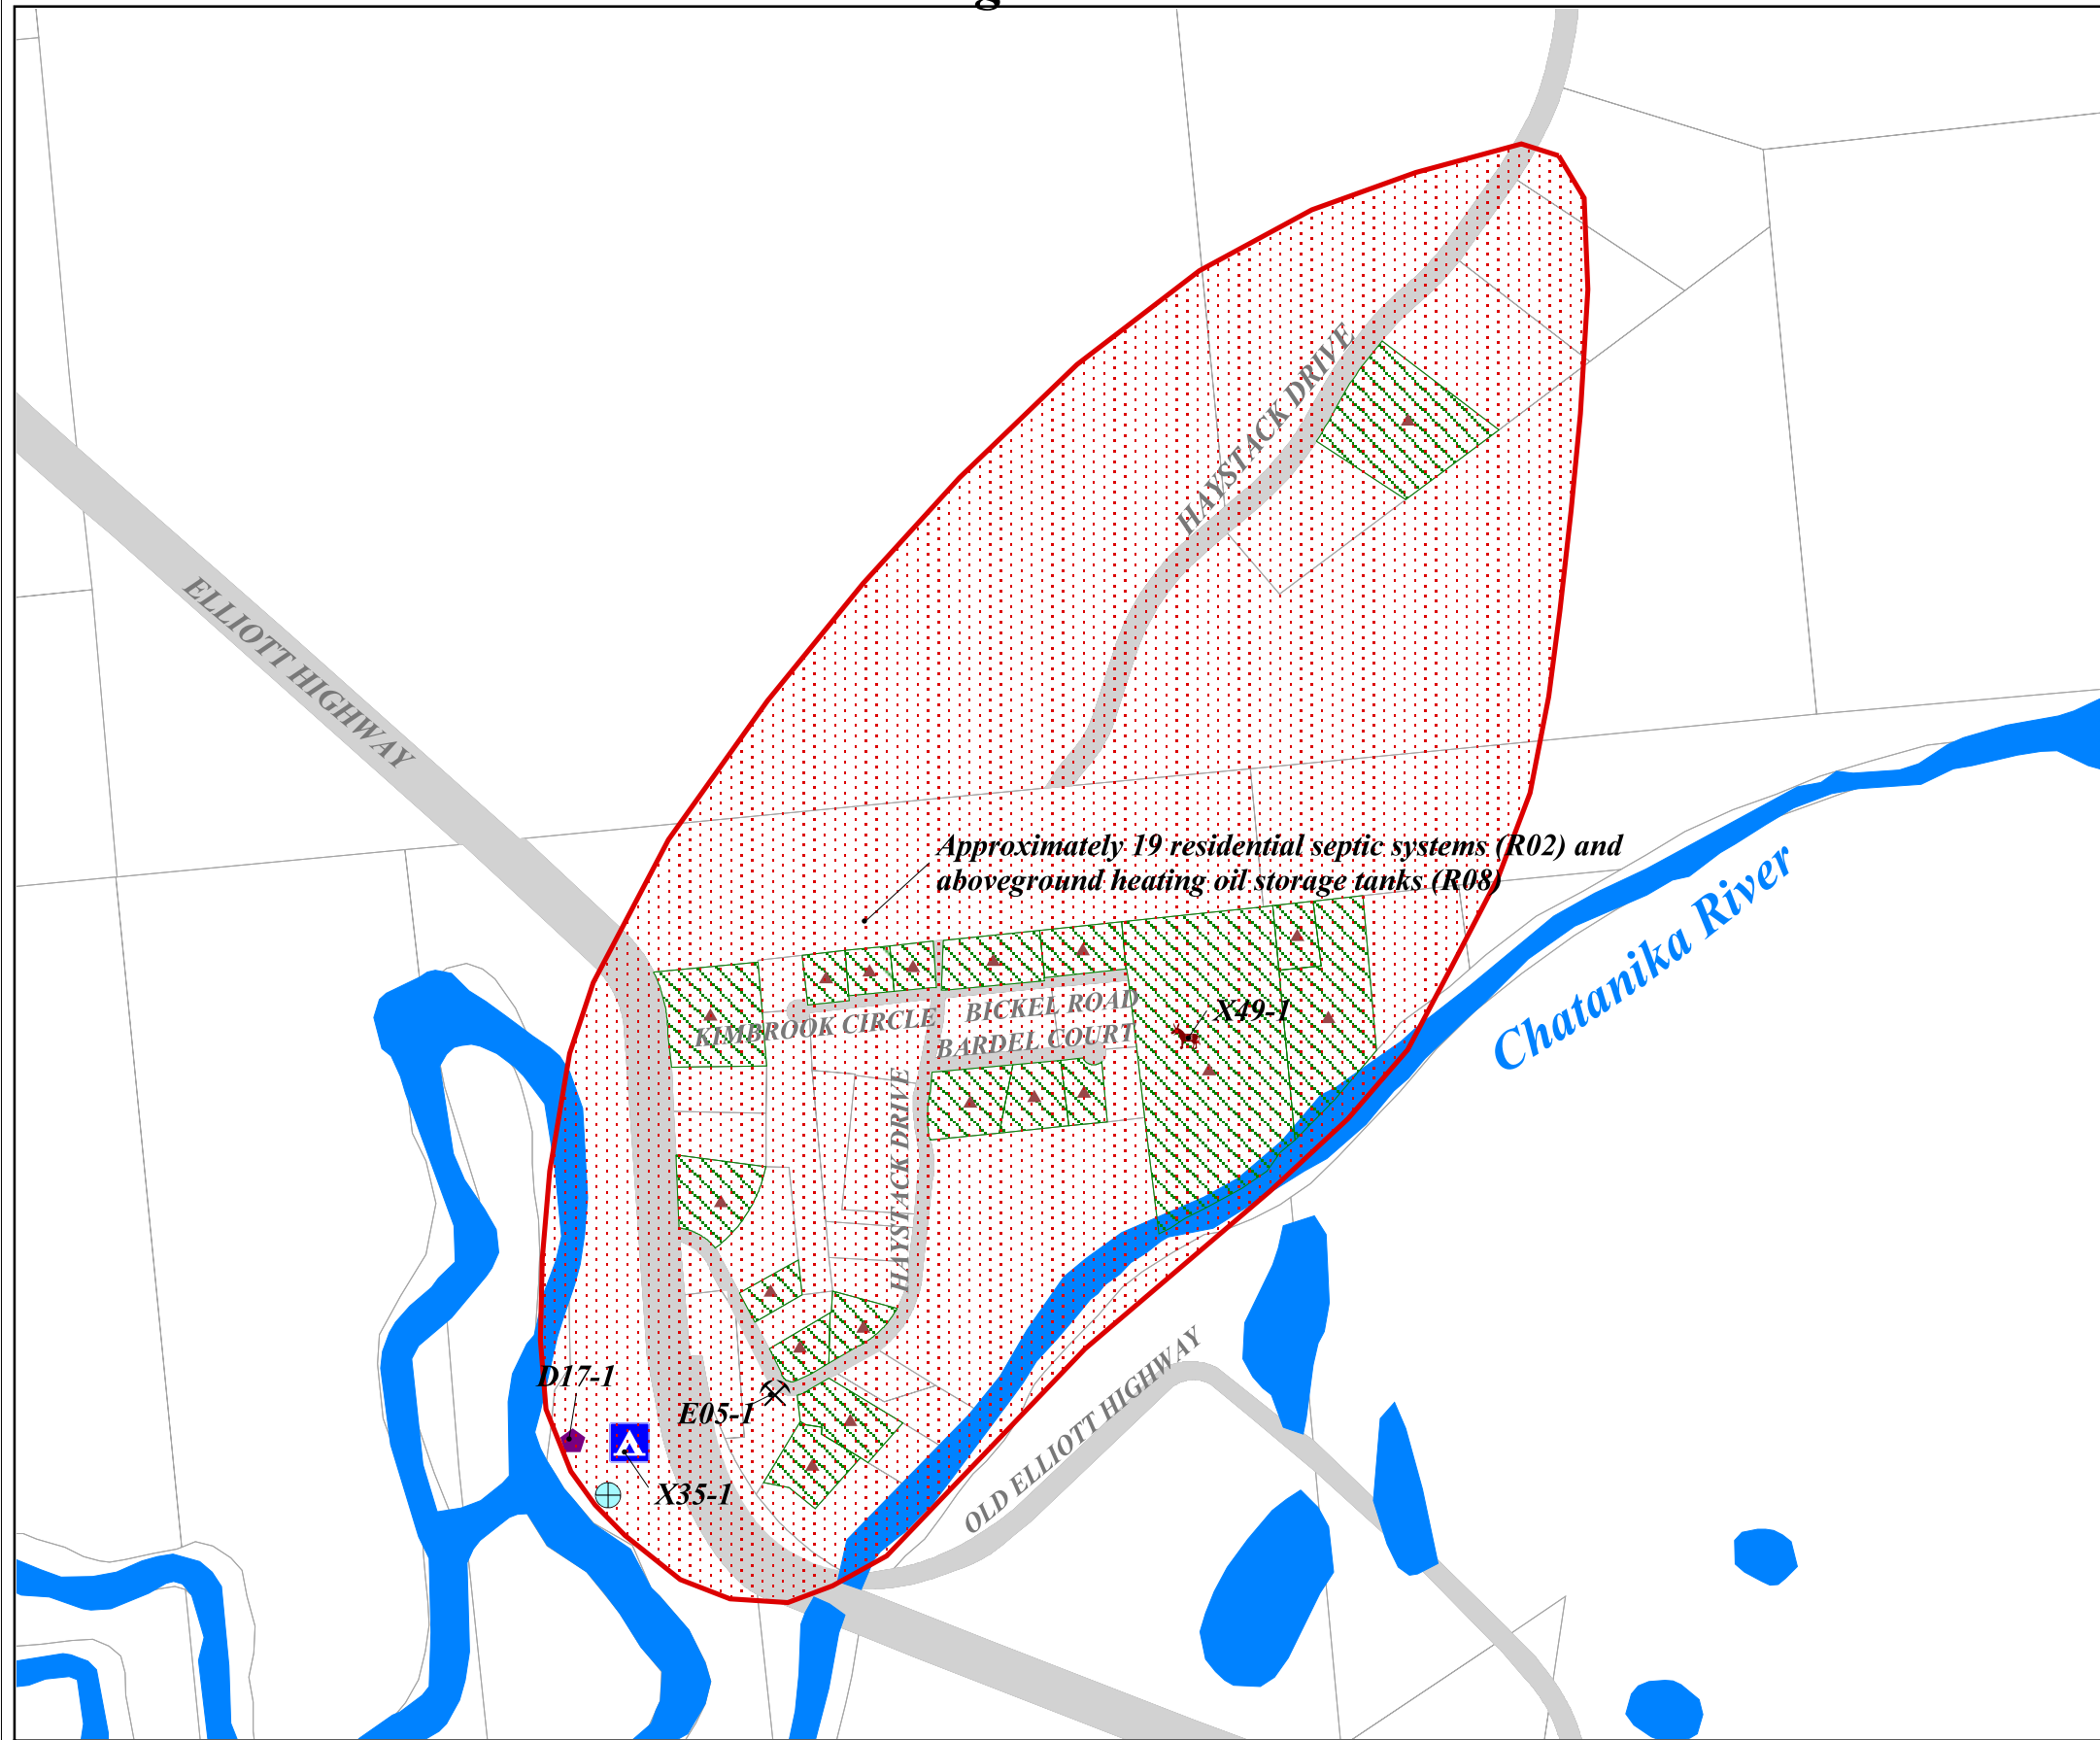 HAYSTACK DRIVE
ELLIOTT HIGHWAY
Approximately 19 residential septic systems (R02) and
aboveground heating oil storage tanks (R08)
Chatanika River
X49-1
BICKEL ROAD
KIMBROOK CIRCLE
BARDEL COURT
HAYSTACK DRIVE
D17-1
E05-1
OLD ELLIOTT HIGHWAY
X35-1